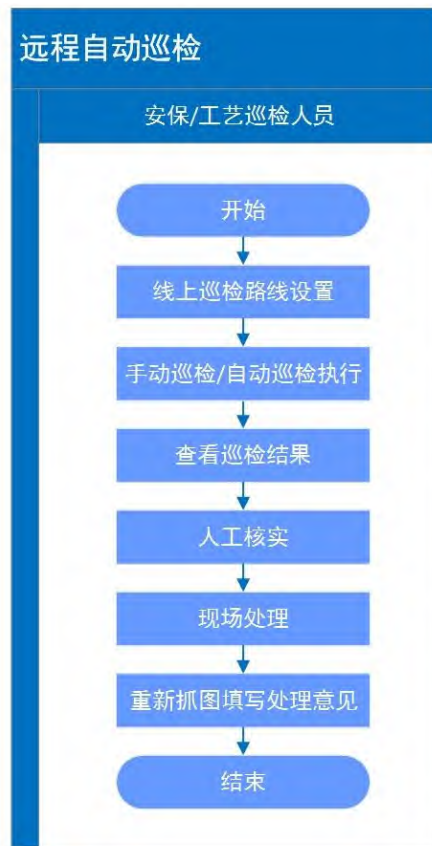 远程自动巡检
安保/工艺巡检人员
开始
线上巡检路线设置
手动巡检/自动巡检执行
查看巡检结果
人工核实
现场处理
重新抓图填写处理意见
结束